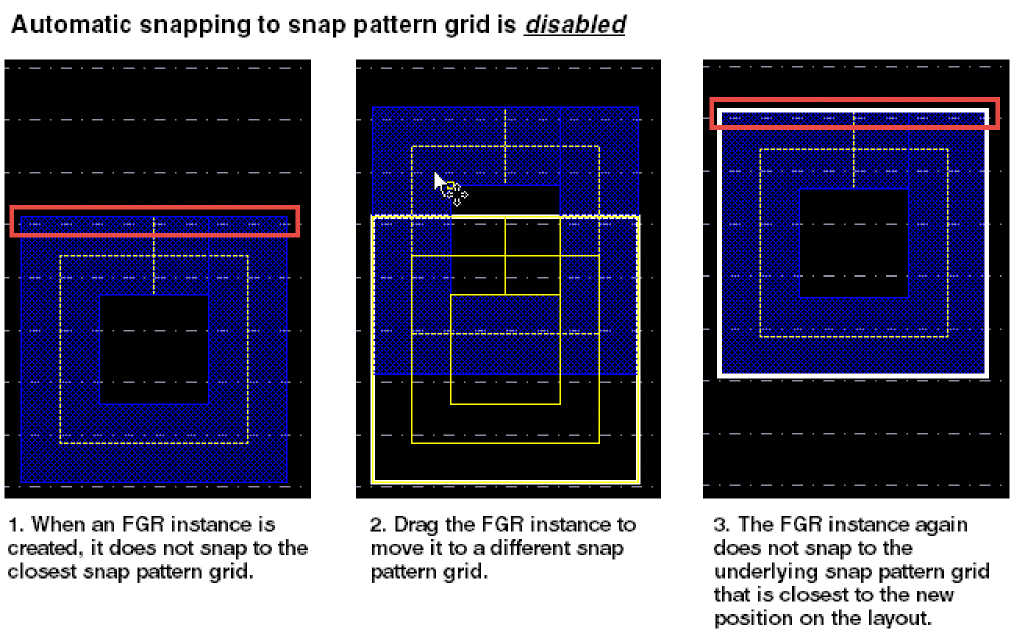 Automatic snapping to snap pattern grid is disabled
1. When an FGR instance is
created, it does not snap to the
closest snap pattern grid.
2. Drag the FGR instance to
move it to a different snap
pattern grid.
3. The FGR instance again
does not snap to the
underlying snap pattern grid
that is closest to the new
position on the layout.